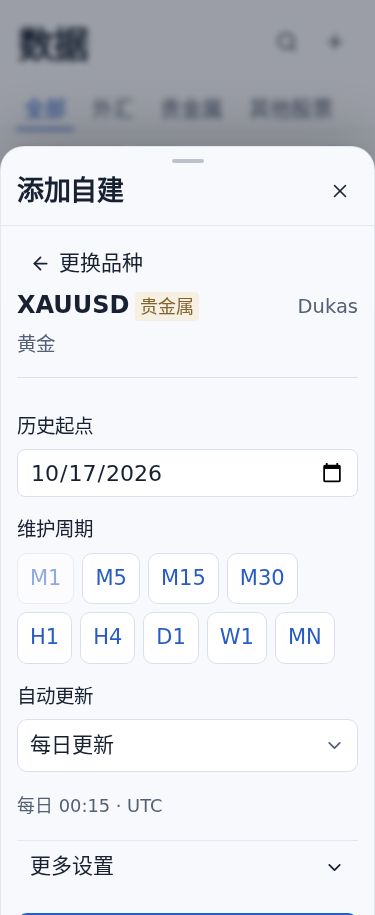 数据
全部 外汇 贵金属 其他股票
添加自建
更换品种
XAUUSD 贵金属 Dukas
黄金
历史起点
10/17/2026
维护周期
M1 M5 M15 M30
H1 H4 D1 W1 MN
自动更新
每日更新
每日 00:15 · UTC
更多设置